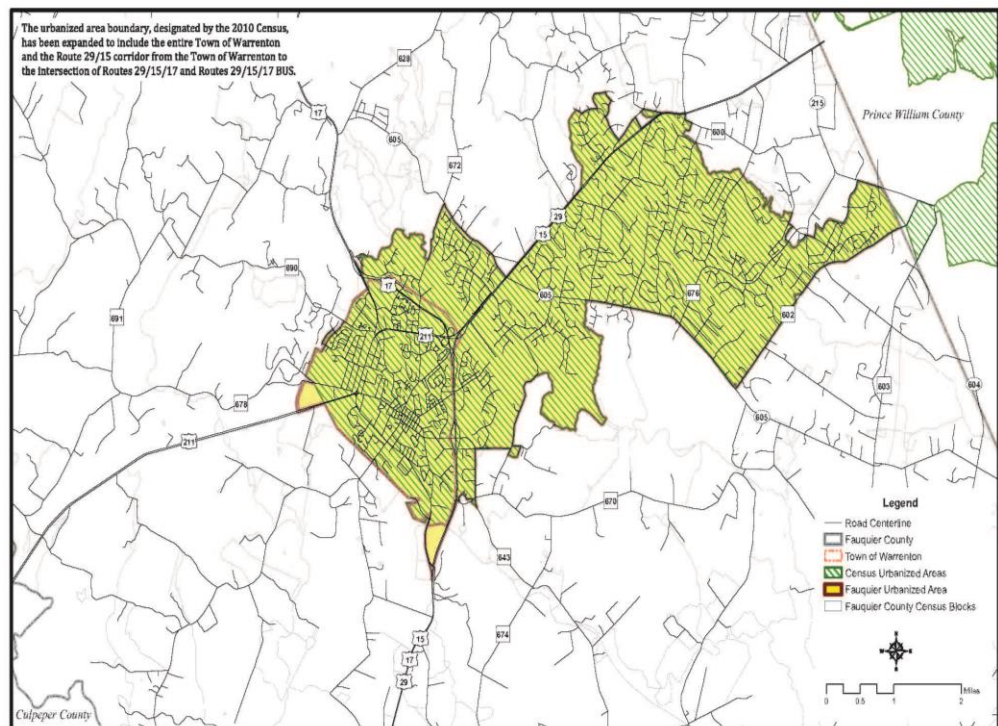 The urbanized area boundary, designated by the 2010 Census,
has been expanded to include the entire Town of Warrenton
and the Route 29/15 corridor from the Town of Warrenton to
the intersection of Routes 29/15/17 and Routes 29/15/17 BUS.
628
17
215
605
600
Prince William County
672
29
15
690
17
605
676
691
602
211
603
604
678
605
211
670
643
674
15
17
29
Culpeper County
Legend
Road Centerline
Fauquier County
Town of Warrenton
Census Urbanized Areas
Fauquier Urbanized Area
Fauquier County Census Blocks
N
W E
S
0 0.5 1 2
Miles